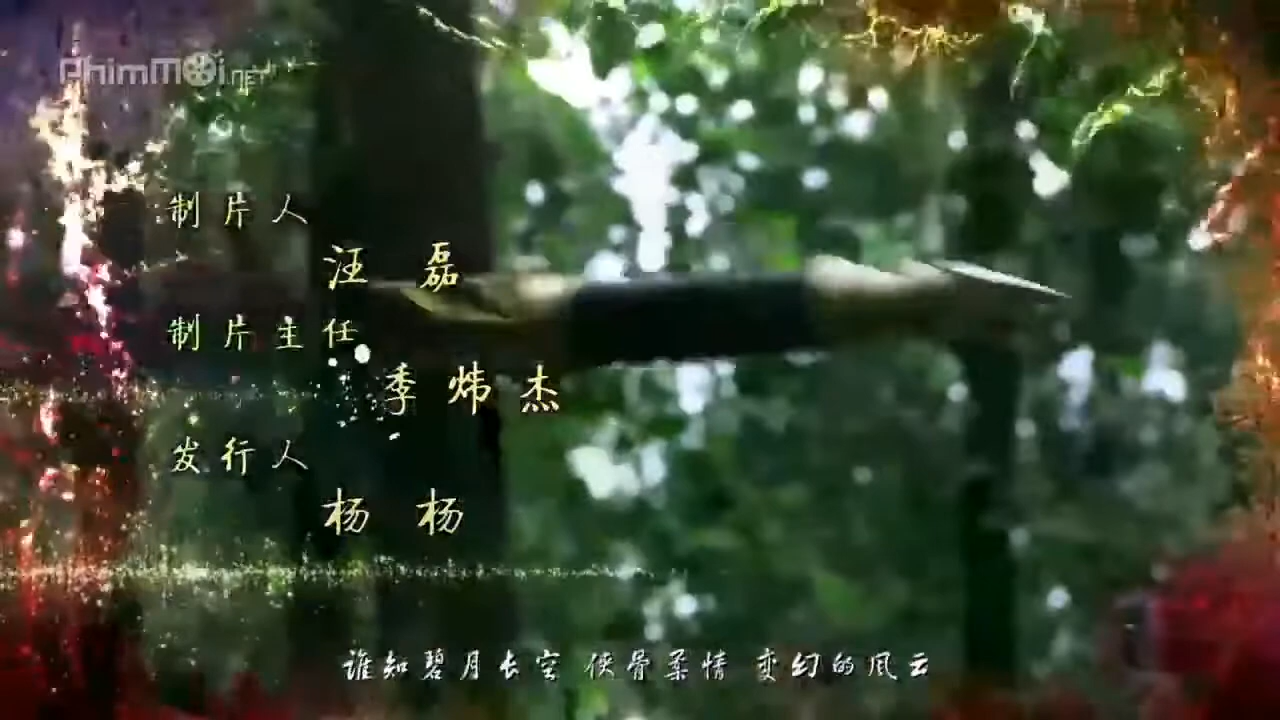 PhimMoi.NET
制片人
汪 磊
制片主任
季炜杰
发行人
杨 杨
谁知碧月长空 侠骨柔情 变幻的风云